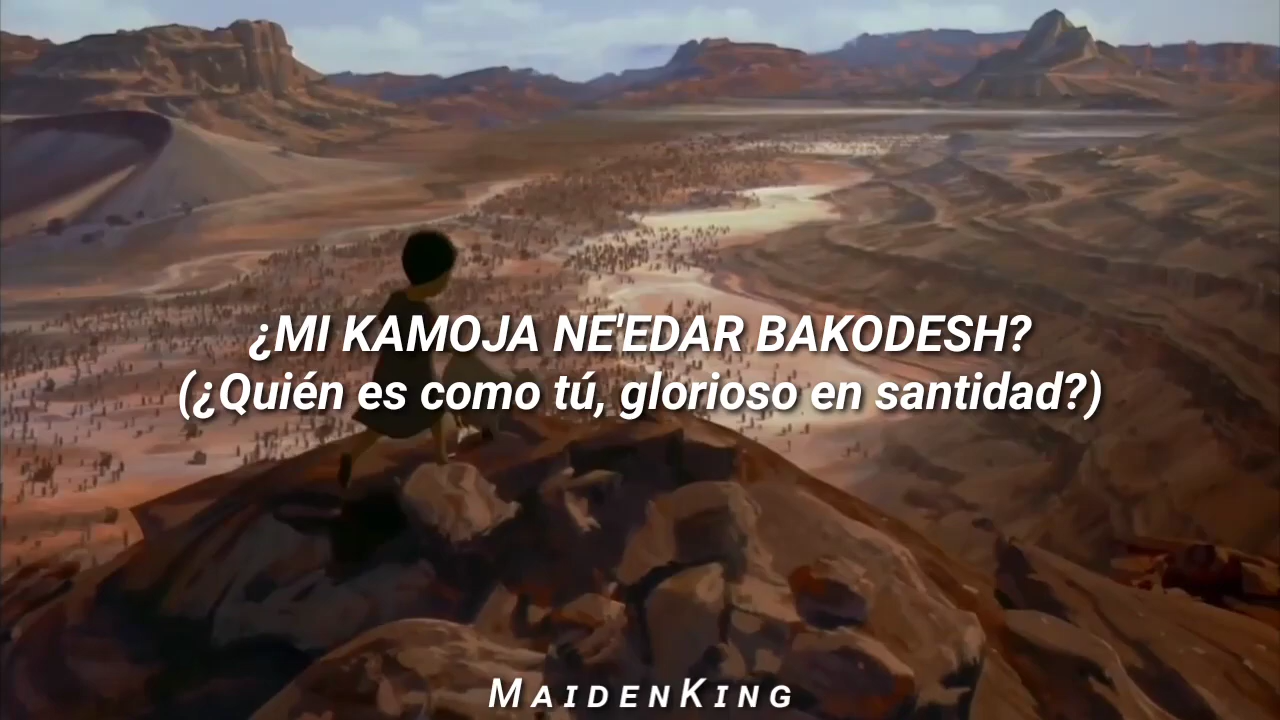 ¿MI KAMOJA NE'EDAR BAKODESH?
(¿Quién es como tú, glorioso en santidad?)
MAIDENKING